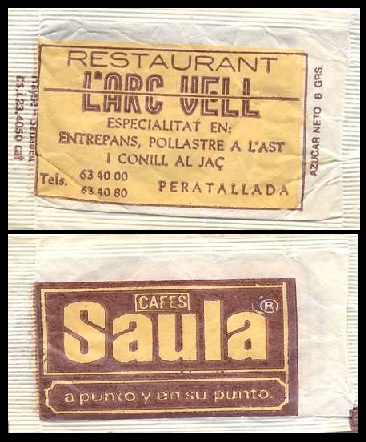 RESTAURANT
L'ARC VELL
ESPECIALITAT EN:
ENTREPANS, POLLASTRE A L'AST
I CONILL AL JAÇ
Tels. 63 40 00
63 40 80
PERATALLADA
AZUCAR NETO 8 GRS.
CAFES
Saula®
a punto y en su punto.